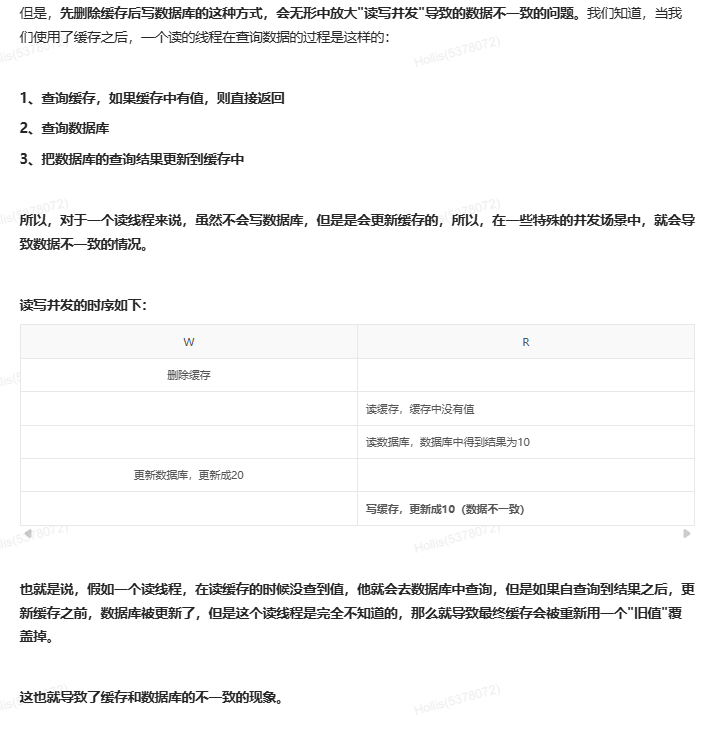 但是，先删除缓存后写数据库的这种方式，会无形中放大"读写并发"导致的数据不一致的问题。我们知道，当我
们使用了缓存之后，一个读的线程在查询数据的过程是这样的：
1、查询缓存，如果缓存中有值，则直接返回
2、查询数据库
3、把数据库的查询结果更新到缓存中
所以，对于一个读线程来说，虽然不会写数据库，但是是会更新缓存的，所以，在一些特殊的并发场景中，就会导
致数据不一致的情况。
读写并发的时序如下：
W R
删除缓存
读缓存，缓存中没有值
读数据库，数据库中得到结果为10
更新数据库，更新成20
写缓存，更新成10（数据不一致）
也就是说，假如一个读线程，在读缓存的时候没查到值，他就会去数据库中查询，但是如果自查询到结果之后，更
新缓存之前，数据库被更新了，但是这个读线程是完全不知道的，那么就导致最终缓存会被重新用一个"旧值"覆
盖掉。
这也就导致了缓存和数据库的不一致的现象。
Hollis(5378072)
Hollis(5378072)
Hollis(5378072)
Hollis(5378072)